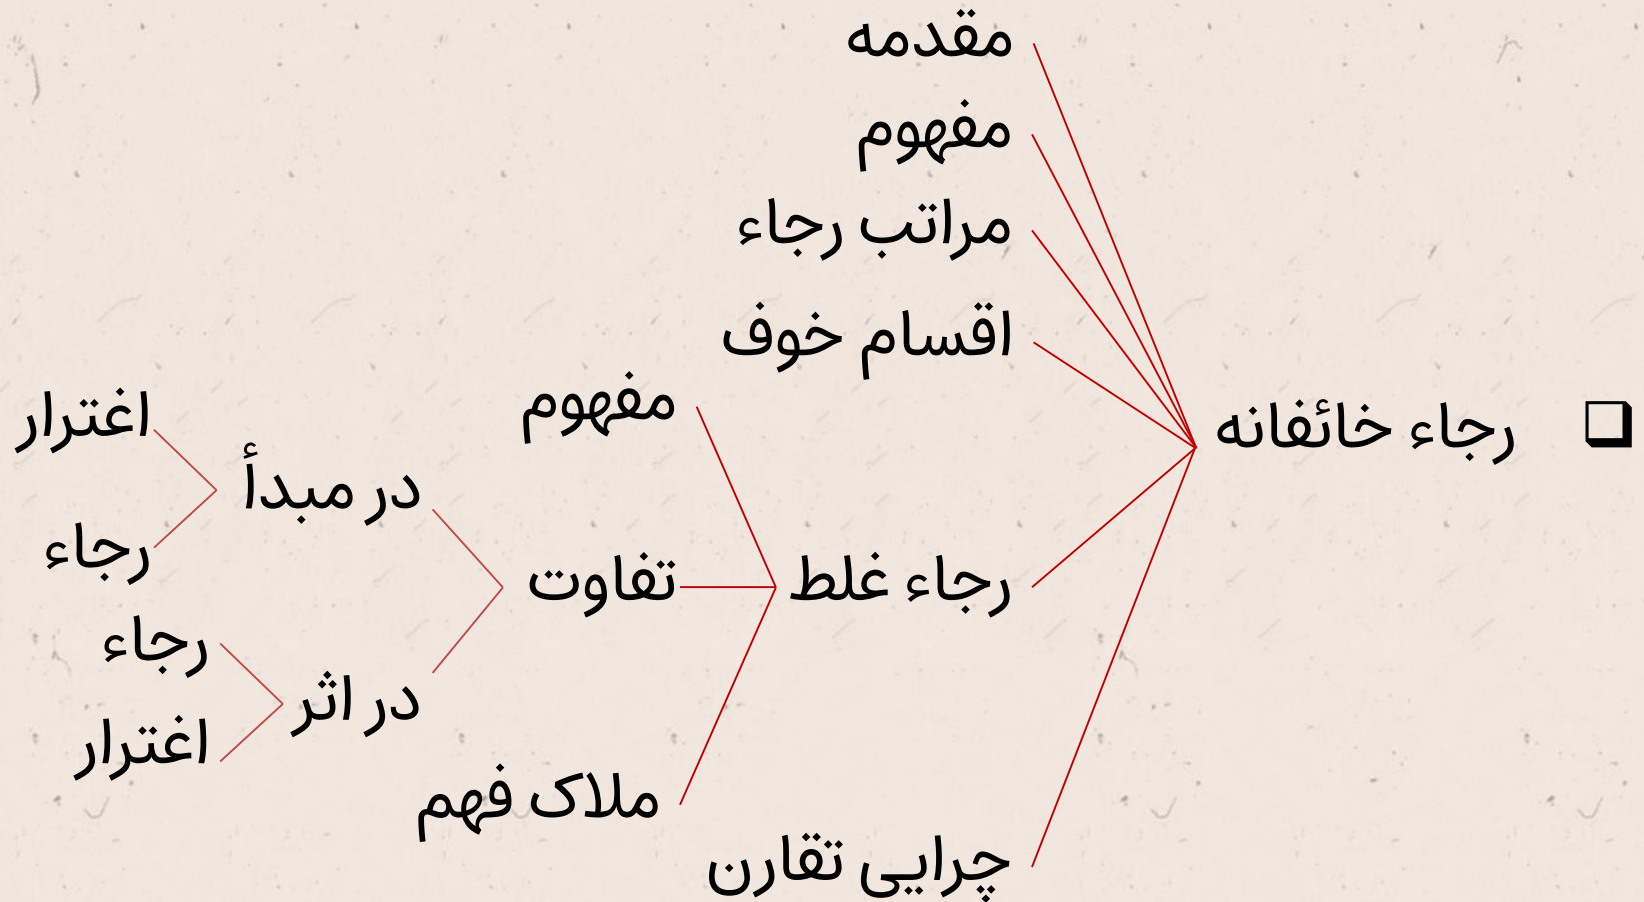 رجاء خائفانه
مقدمه
مفهوم
مراتب رجاء
اقسام خوف
رجاء غلط
مفهوم
تفاوت
در مبدأ
اغترار
رجاء
در اثر
رجاء
اغترار
ملاک فهم
چرایی تقارن